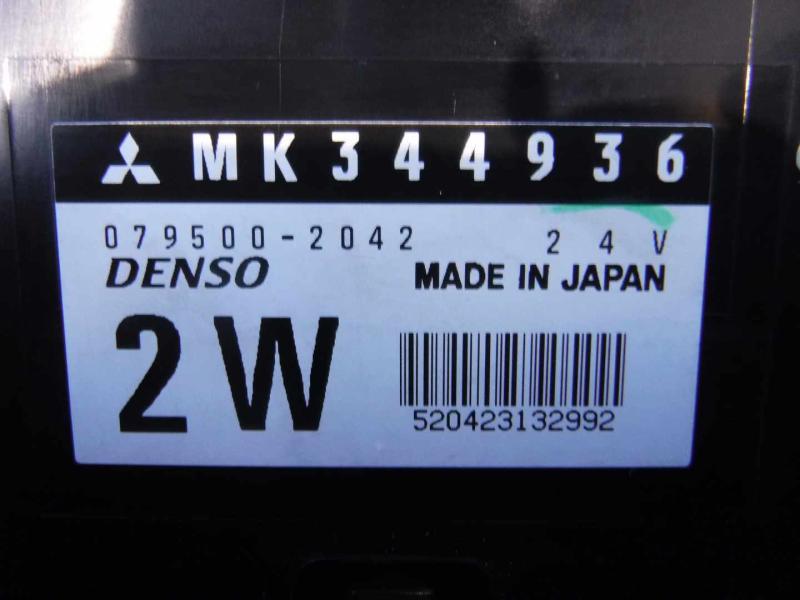 MK344936
079500-2042 24V
DENSO MADE IN JAPAN
2W
520423132992